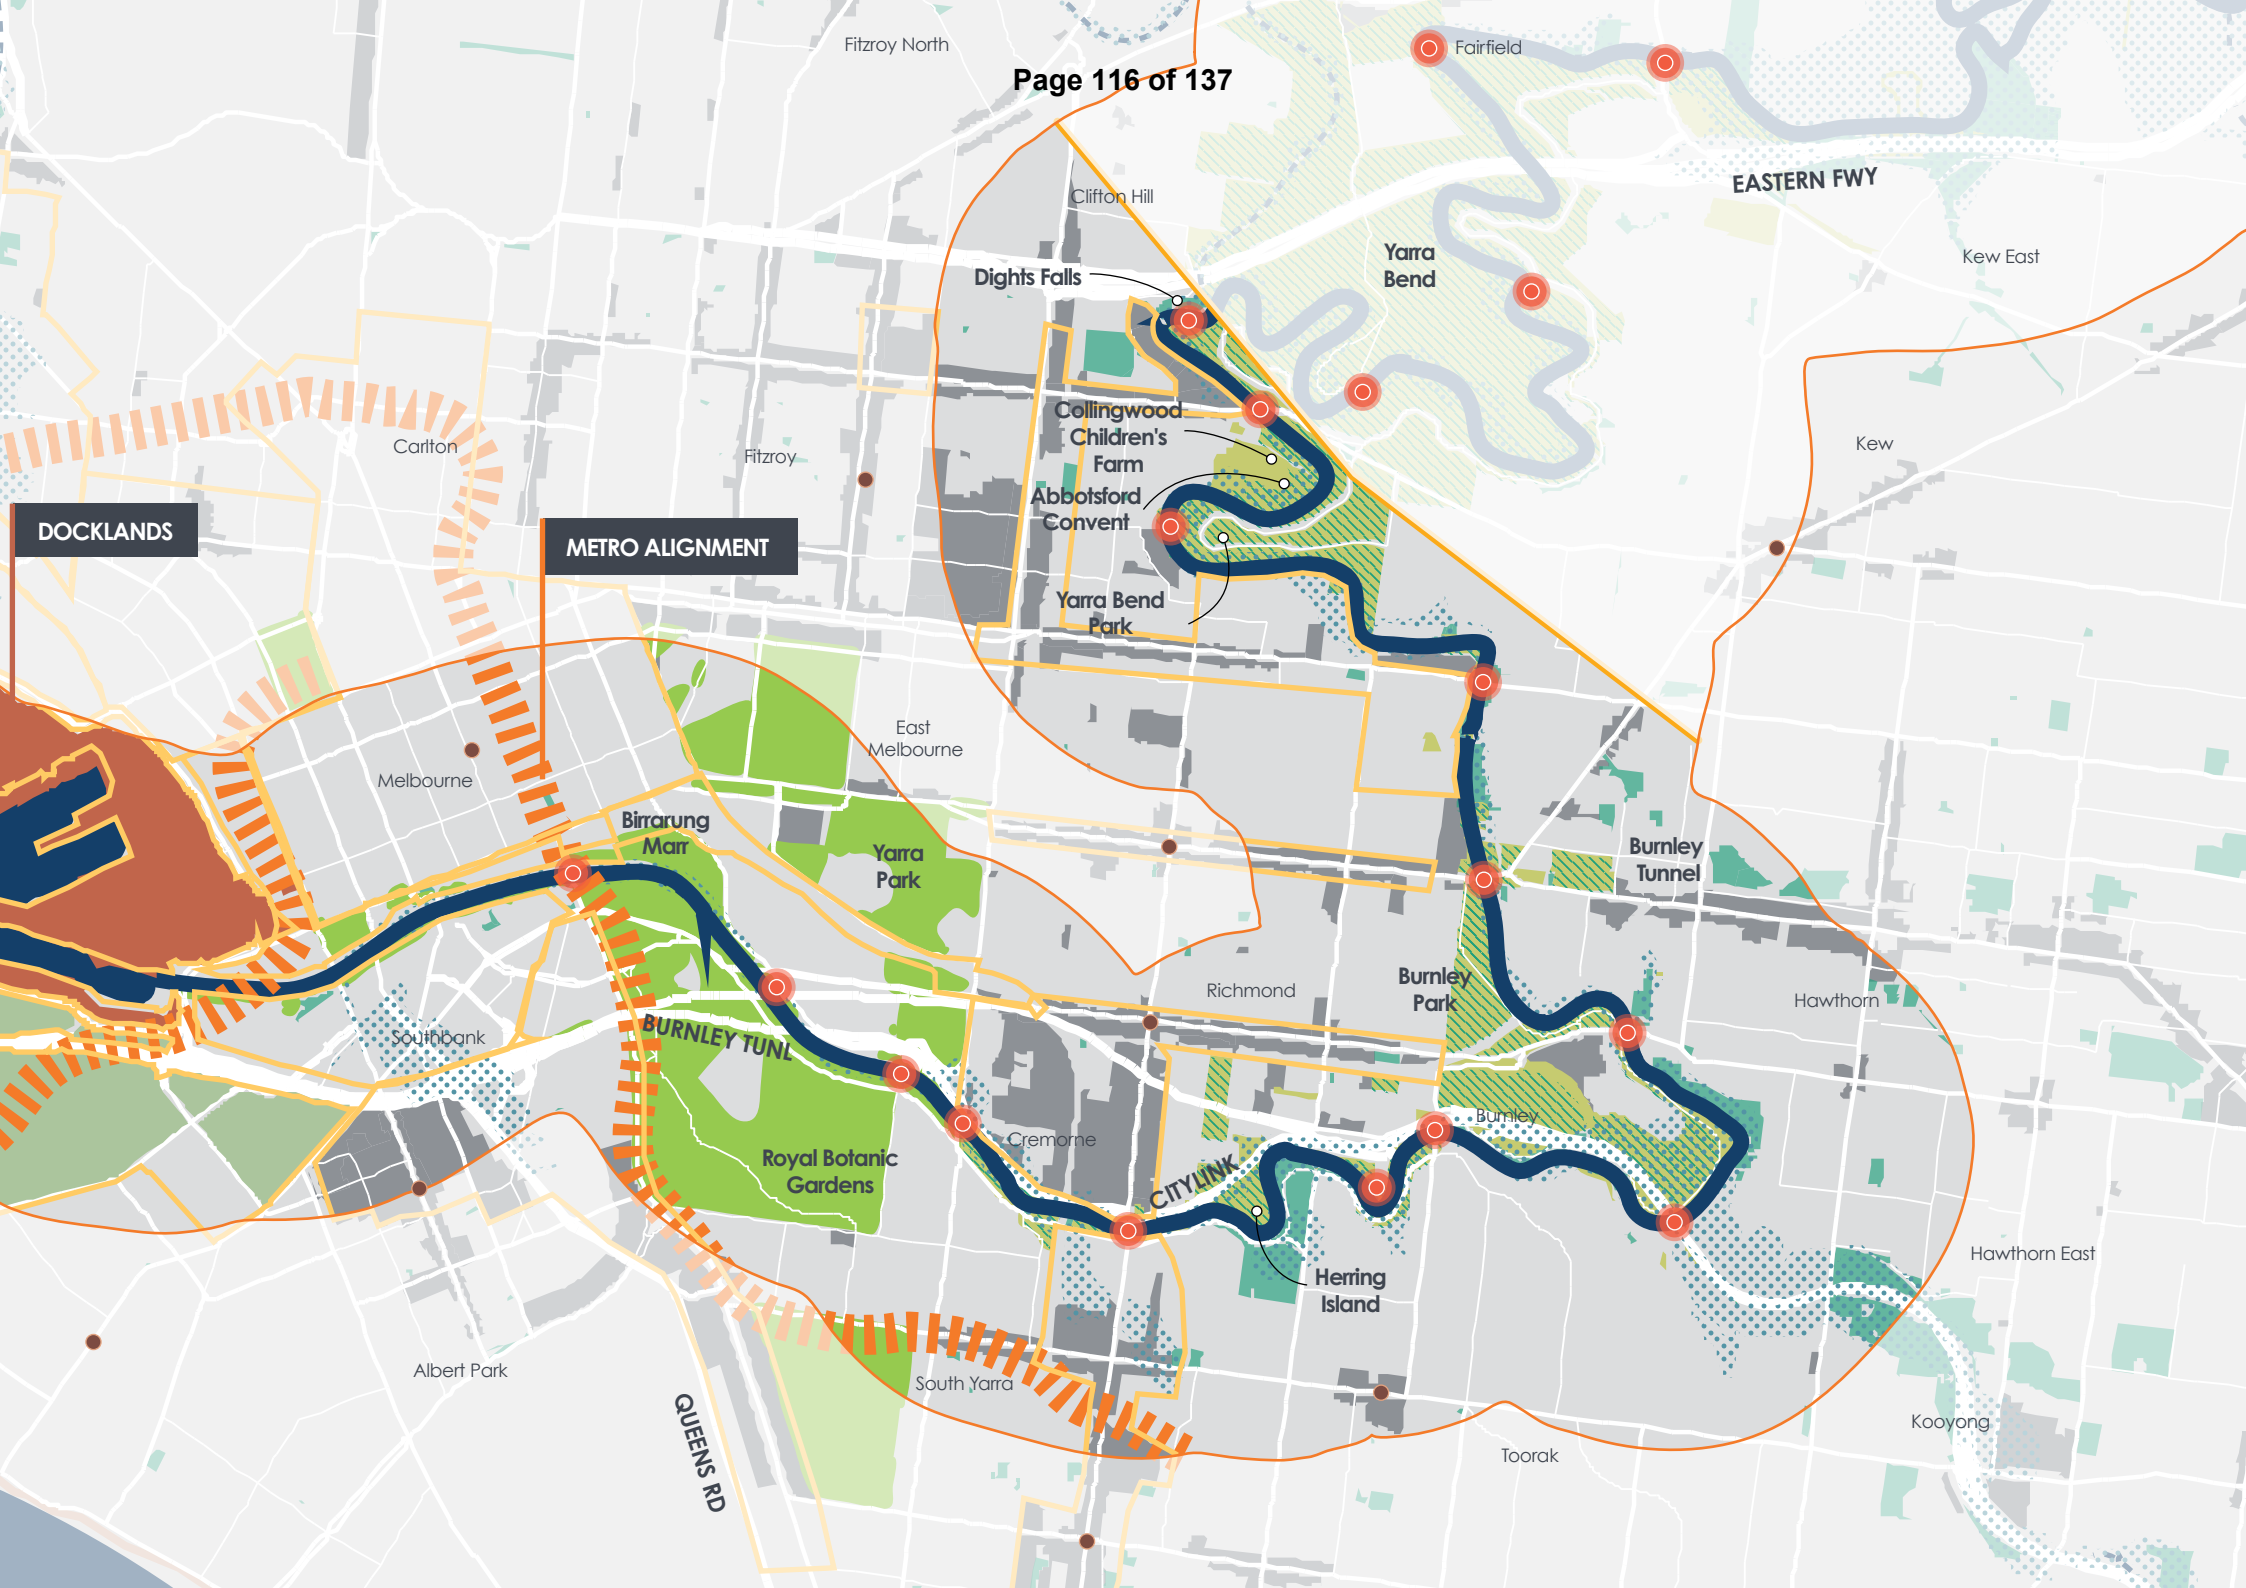 Fitzroy North
Fairfield
Page 116 of 137
Clifton Hill
EASTERN FWY
Yarra
Bend
Kew East
Dights Falls
Collingwood
Children's
Farm
Kew
Carlton
Fitzroy
Abbotsford
Convent
DOCKLANDS
METRO ALIGNMENT
Yarra Bend
Park
East
Melbourne
Melbourne
Birrarung
Marr
Yarra
Park
Burnley
Tunnel
Burnley
Park
Richmond
Hawthorn
Southbank
BURNLEY TUNL
Burnley
Cremorne
Royal Botanic
Gardens
CITYLINK
Hawthorn East
Herring
Island
Albert Park
South Yarra
QUEENS RD
Kooyong
Toorak